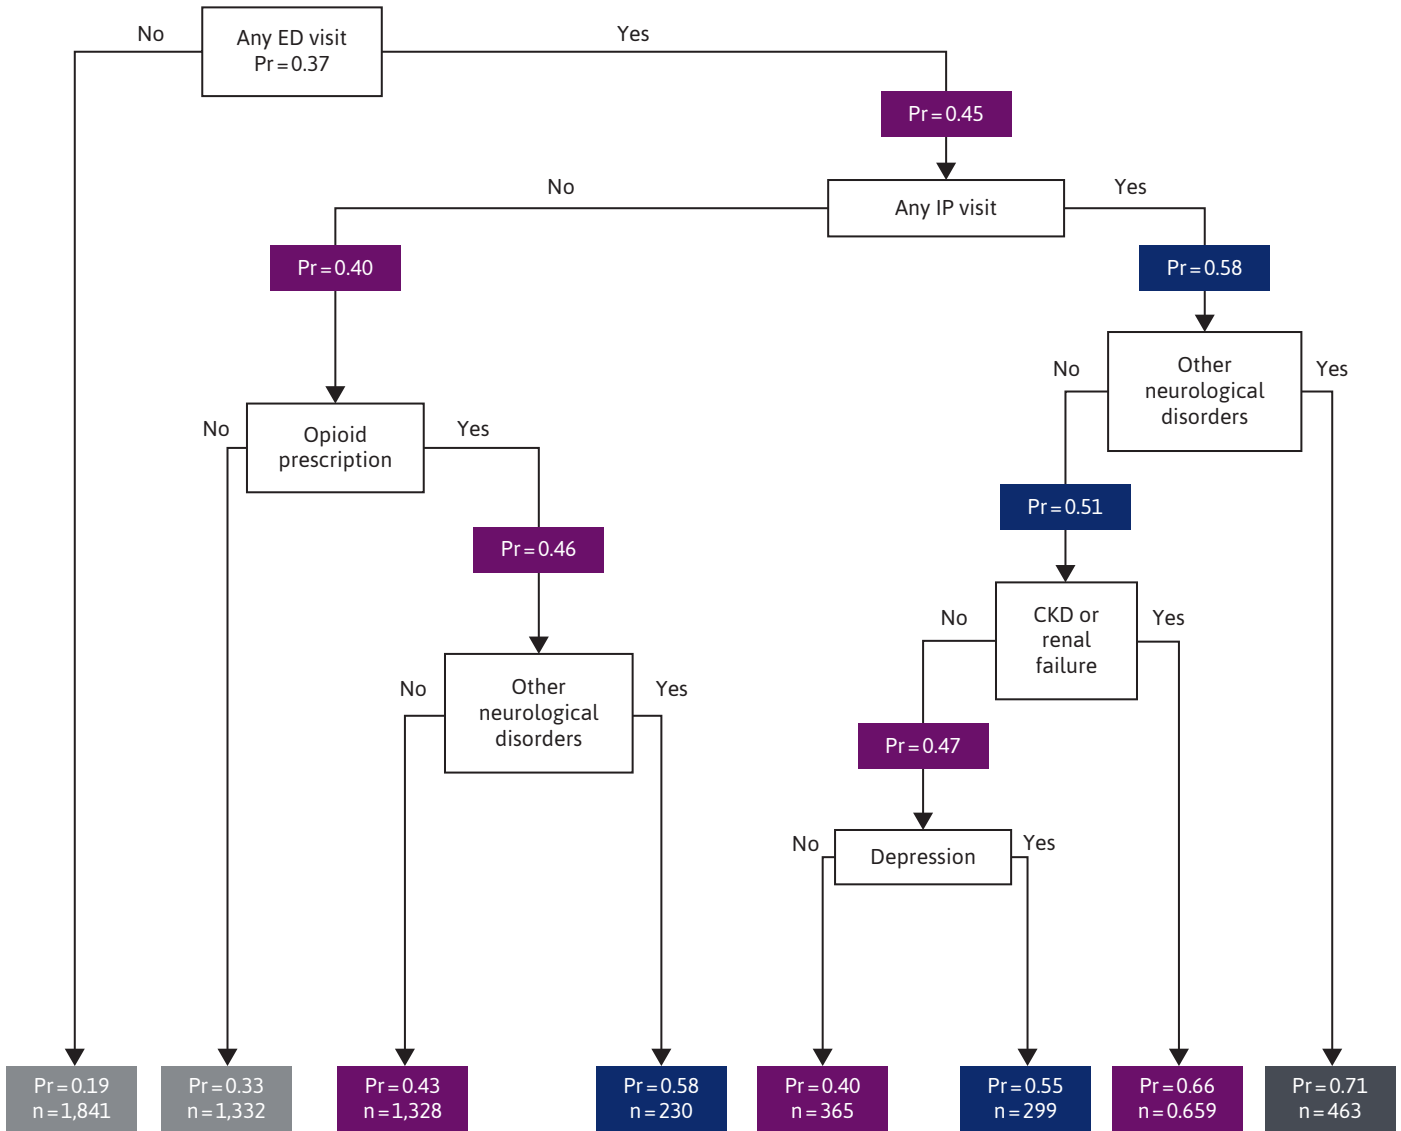 No
Any ED visit
Pr=0.37
Yes
Pr=0.45
No
Any IP visit
Yes
Pr=0.40
Pr=0.58
No
Other
neurological
disorders
Yes
No
Opioid
prescription
Yes
Pr=0.51
Pr=0.46
No
CKD or
renal
failure
Yes
No
Other
neurological
disorders
Yes
Pr=0.47
No
Depression
Yes
Pr=0.19
n=1,841
Pr=0.33
n=1,332
Pr=0.43
n=1,328
Pr=0.58
n=230
Pr=0.40
n=365
Pr=0.55
n=299
Pr=0.66
n=0.659
Pr=0.71
n=463